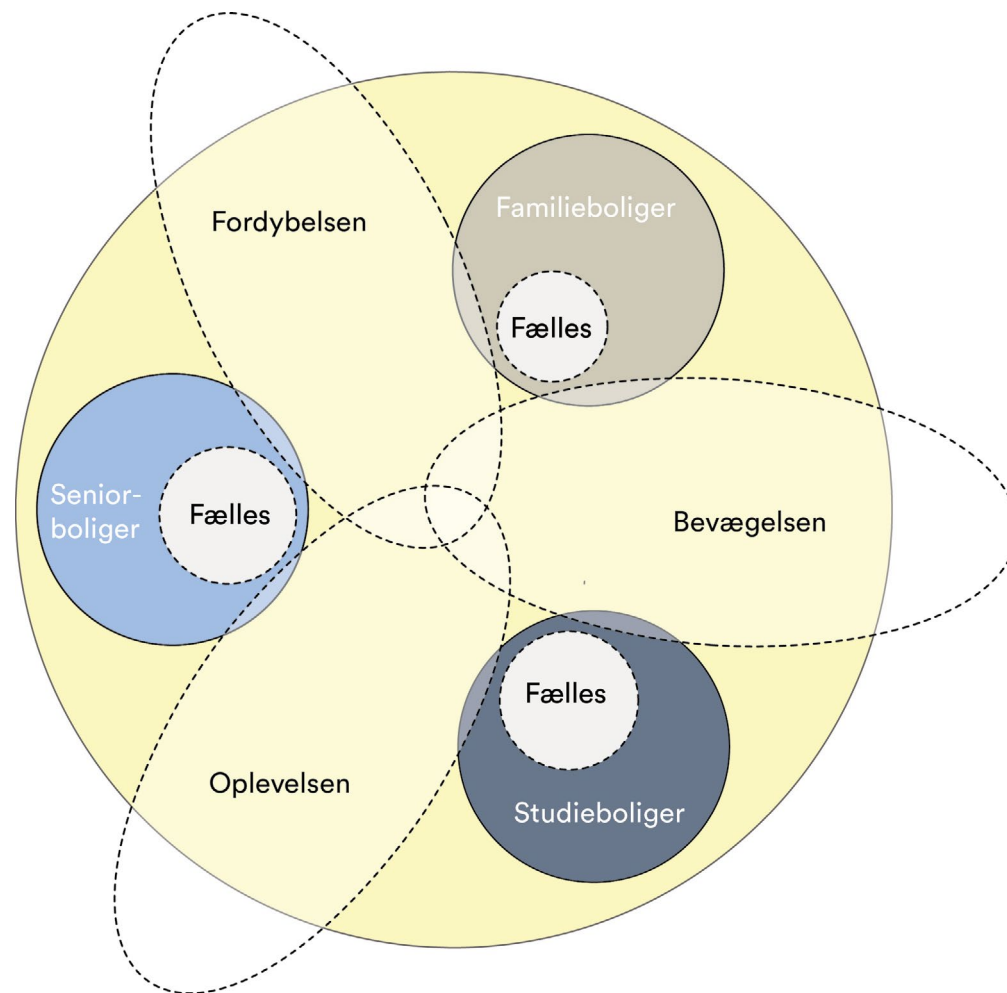 Fordybelsen
Familieboliger
Fælles
Senior-
boliger
Fælles
Bevægelsen
Fælles
Oplevelsen
Studieboliger